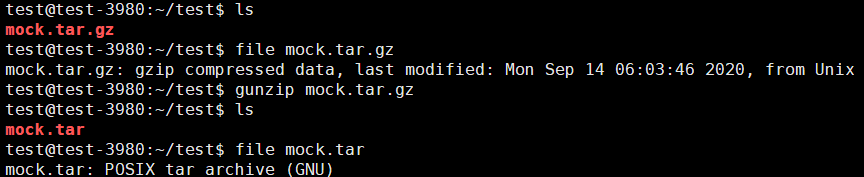 test@test-3980:~/test$ ls
mock.tar.gz
test@test-3980:~/test$ file mock.tar.gz
mock.tar.gz: gzip compressed data, last modified: Mon Sep 14 06:03:46 2020, from Unix
test@test-3980:~/test$ gunzip mock.tar.gz
test@test-3980:~/test$ ls
mock.tar
test@test-3980:~/test$ file mock.tar
mock.tar: POSIX tar archive (GNU)